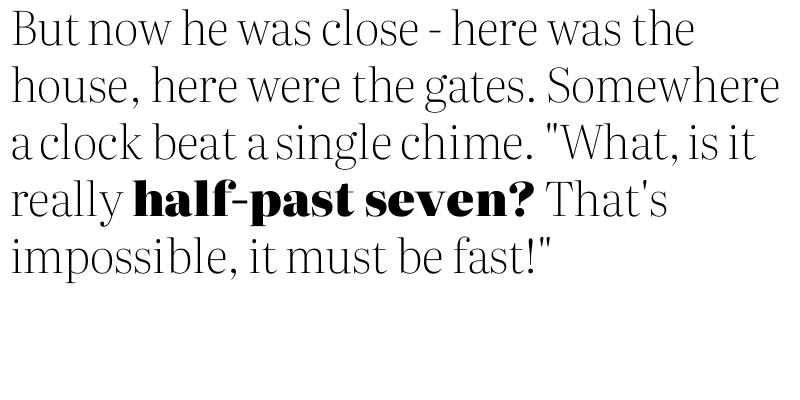 But now he was close - here was the
house, here were the gates. Somewhere
a clock beat a single chime. "What, is it
really half-past seven? That's
impossible, it must be fast!"